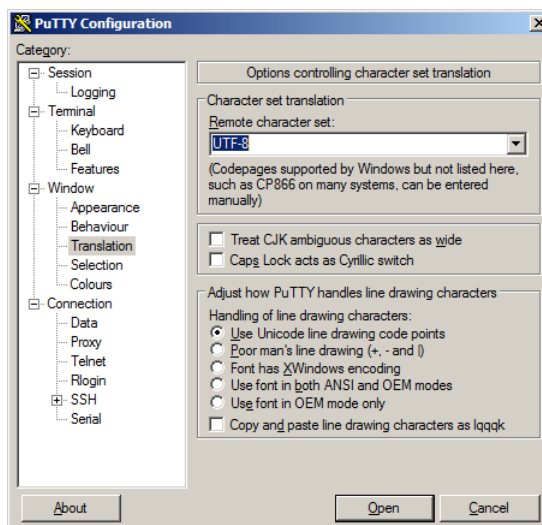 PuTTY Configuration
Category:
Session
Logging
Terminal
Keyboard
Bell
Features
Window
Appearance
Behaviour
Translation
Selection
Colours
Connection
Data
Proxy
Telnet
Rlogin
SSH
Serial
Options controlling character set translation
Character set translation
Remote character set:
UTF-8
(Codepages supported by Windows but not listed here,
such as CP866 on many systems, can be entered
manually)
Treat CJK ambiguous characters as wide
Caps Lock acts as Cyrillic switch
Adjust how PuTTY handles line drawing characters
Handling of line drawing characters:
Use Unicode line drawing code points
Poor man's line drawing (+, - and |)
Font has XWindows encoding
Use font in both ANSI and OEM modes
Use font in OEM mode only
Copy and paste line drawing characters as lqqqk
About
Open
Cancel